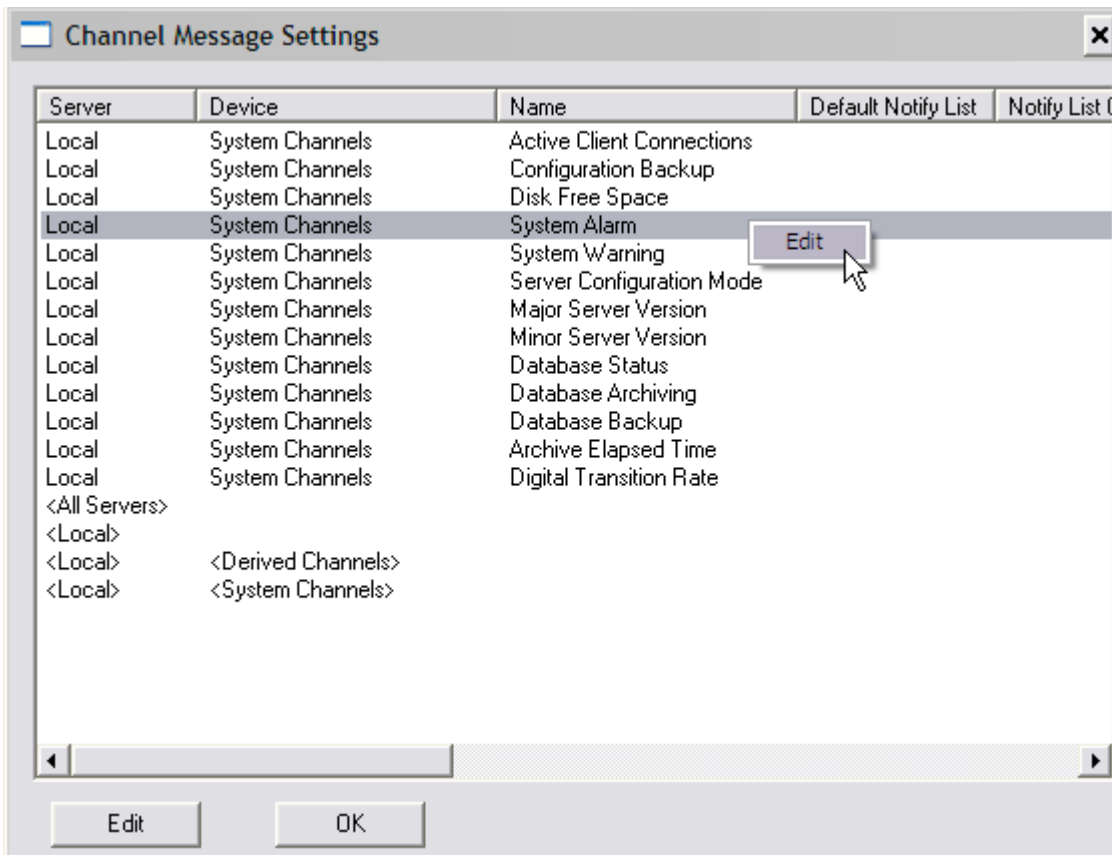 Channel Message Settings
Server Device Name Default Notify List Notify List
Local System Channels Active Client Connections
Local System Channels Configuration Backup
Local System Channels Disk Free Space
Local System Channels System Alarm
Edit
Local System Channels System Warning
Local System Channels Server Configuration Mode
Local System Channels Major Server Version
Local System Channels Minor Server Version
Local System Channels Database Status
Local System Channels Database Archiving
Local System Channels Database Backup
Local System Channels Archive Elapsed Time
Local System Channels Digital Transition Rate
<All Servers>
<Local>
<Local> <Derived Channels>
<Local> <System Channels>
Edit OK